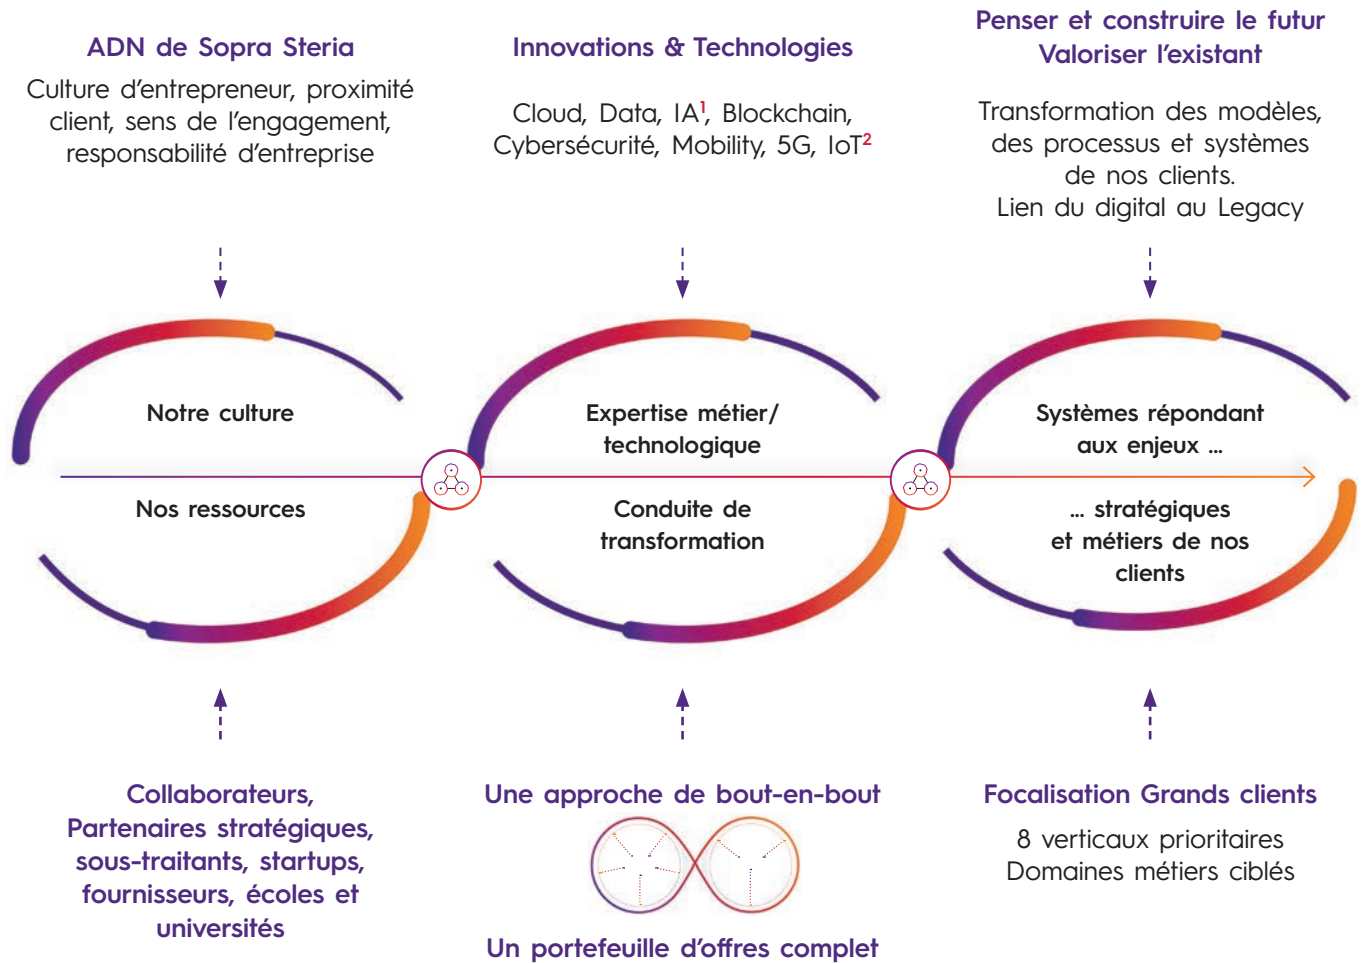 ADN de Sopra Steria
Culture d'entrepreneur, proximité
client, sens de l'engagement,
responsabilité d'entreprise
Innovations & Technologies
Cloud, Data, IA¹, Blockchain,
Cybersécurité, Mobility, 5G, IoT²
Penser et construire le futur
Valoriser l'existant
Transformation des modèles,
des processus et systèmes
de nos clients.
Lien du digital au Legacy
Notre culture
Nos ressources
Expertise métier/
technologique
Conduite de
transformation
Systèmes répondant
aux enjeux ...
... stratégiques
et métiers de nos
clients
Collaborateurs,
Partenaires stratégiques,
sous-traitants, startups,
fournisseurs, écoles et
universités
Une approche de bout-en-bout
Un portefeuille d'offres complet
Focalisation Grands clients
8 verticaux prioritaires
Domaines métiers ciblés